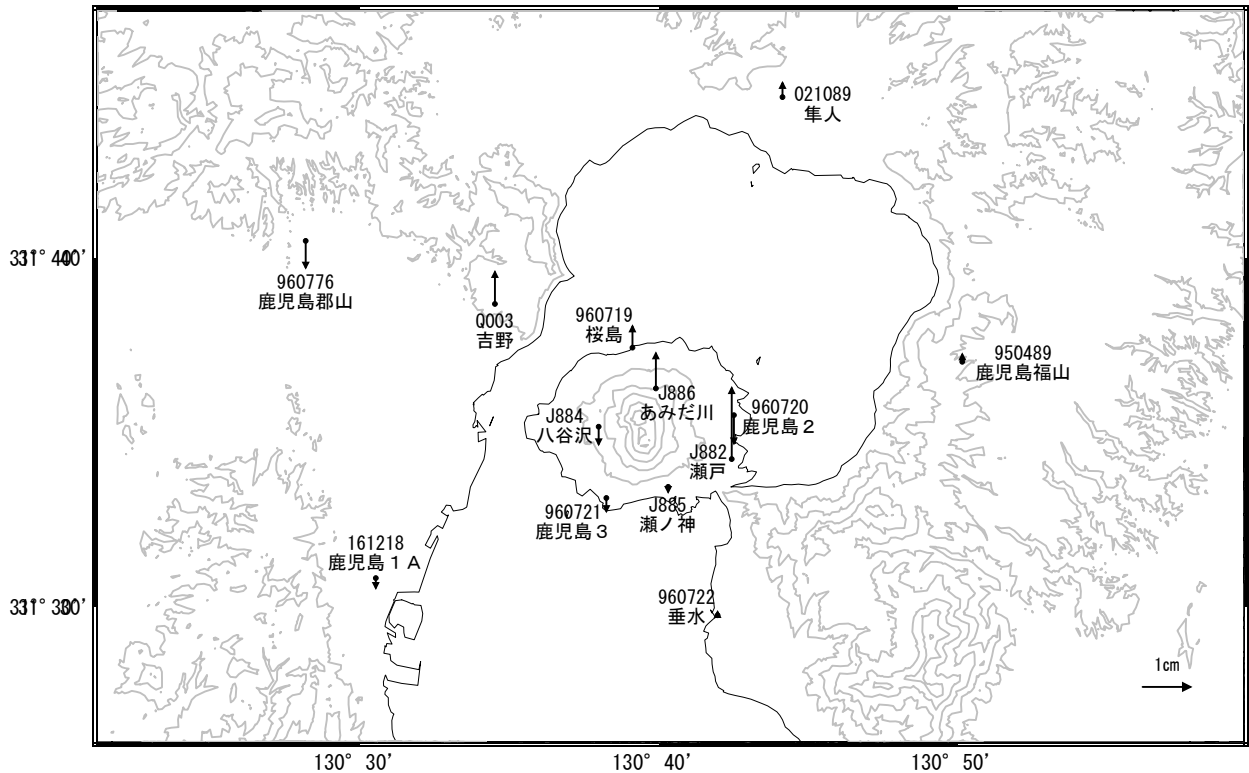 021089
隼人
31° 40'
960776
鹿児島郡山
Q003
吉野
960719
桜島
950489
鹿児島福山
J886
あみだ川
J884
八谷沢
960720
鹿児島２
J882
瀬戸
960721
鹿児島３
J885
瀬ノ神
161218
鹿児島１Ａ
31° 30'
960722
垂水
1cm
130° 30'
130° 40'
130° 50'